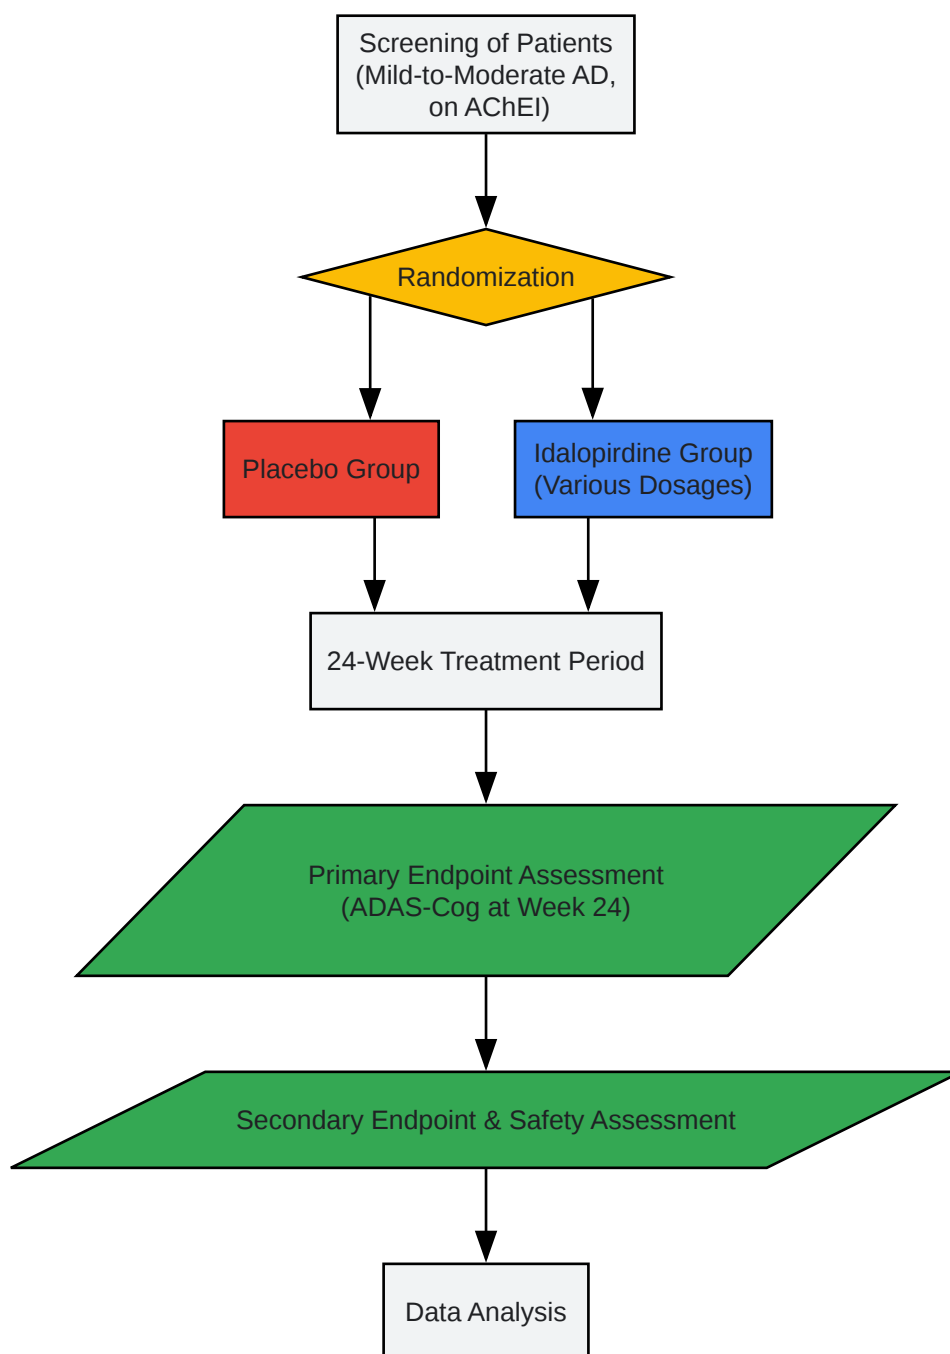 Screening of Patients
(Mild-to-Moderate AD,
on AChEI)
Randomization
Placebo Group
Idalopirdine Group
(Various Dosages)
24-Week Treatment Period
Primary Endpoint Assessment
(ADAS-Cog at Week 24)
Secondary Endpoint & Safety Assessment
Data Analysis